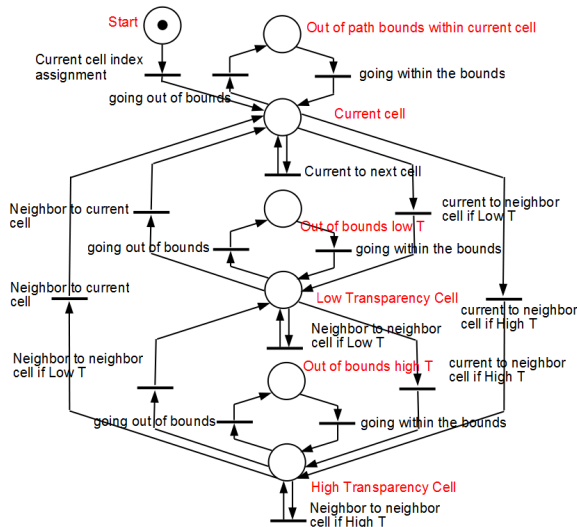 Start
Out of path bounds within current cell
Current cell index
assignment
going within the bounds
going out of bounds
Current cell
Current to next cell
Neighbor to current
cell
current to neighbor
cell if Low T
Out of bounds low T
going out of bounds
going within the bounds
Neighbor to current
cell
Low Transparency Cell
current to neighbor
cell if High T
Neighbor to neighbor
cell if Low T
Neighbor to neighbor
cell if Low T
Out of bounds high T
current to neighbor
cell if High T
going out of bounds
going within the bounds
High Transparency Cell
Neighbor to neighbor
cell if High T